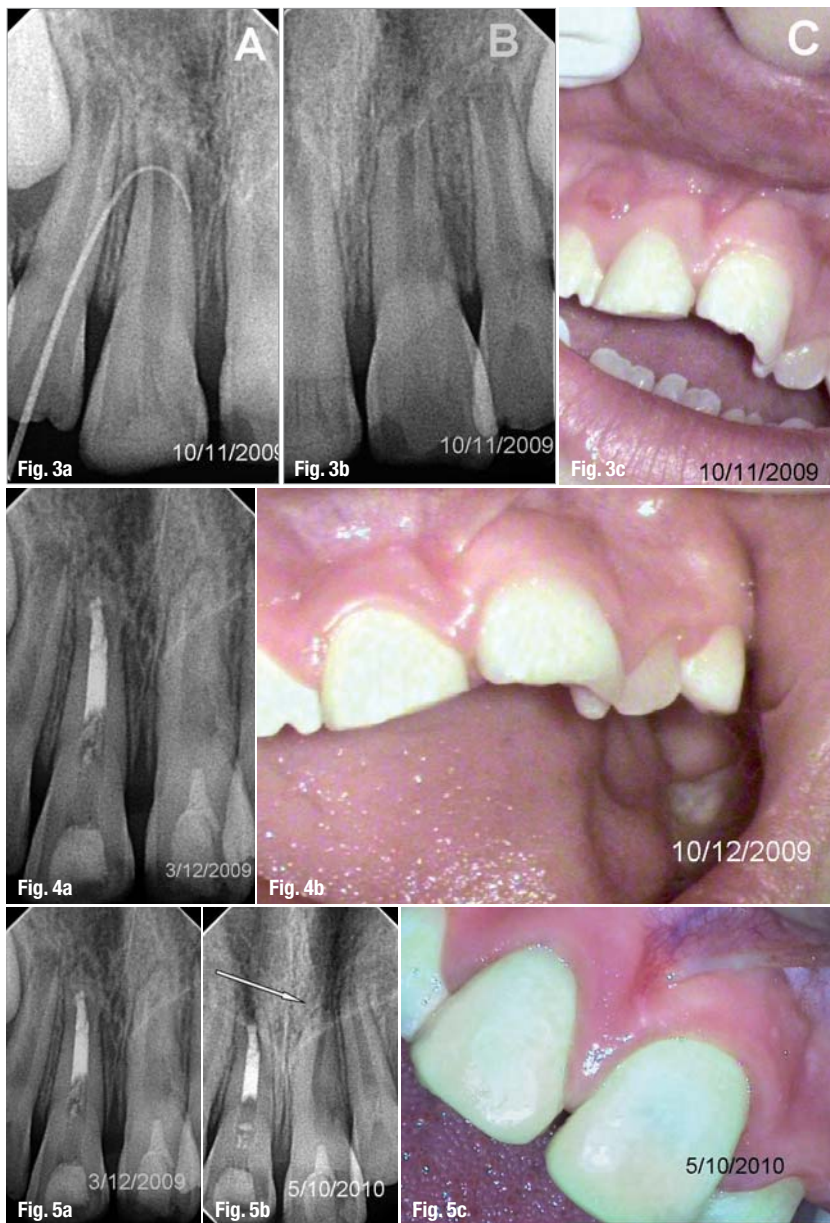 A
B
C
10/11/2009
Fig. 3a
10/11/2009
Fig. 3b
Fig. 3c
10/11/2009
3/12/2009
Fig. 4a
10/12/2009
Fig. 4b
3/12/2009
Fig. 5a
5/10/2010
Fig. 5b
5/10/2010
Fig. 5c